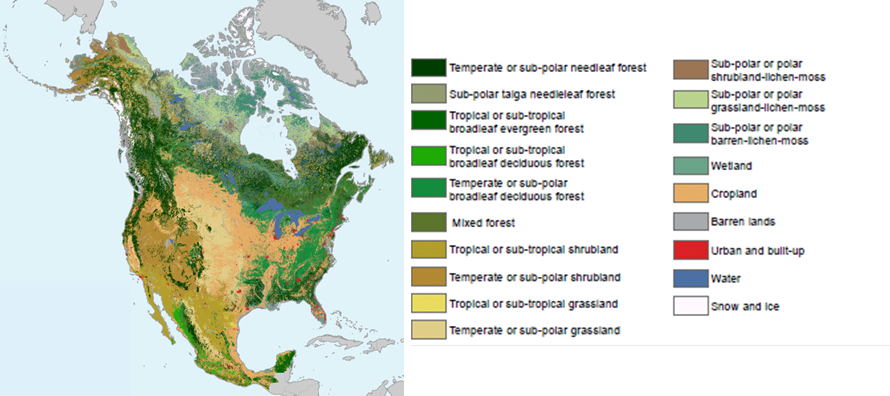 Temperate or sub-polar needleaf forest
Sub-polar taiga needleleaf forest
Tropical or sub-tropical
broadleaf evergreen forest
Tropical or sub-tropical
broadleaf deciduous forest
Temperate or sub-polar
broadleaf deciduous forest
Mixed forest
Tropical or sub-tropical shrubland
Temperate or sub-polar shrubland
Tropical or sub-tropical grassland
Temperate or sub-polar grassland
Sub-polar or polar
shrubland-lichen-moss
Sub-polar or polar
grassland-lichen-moss
Sub-polar or polar
barren-lichen-moss
Wetland
Cropland
Barren lands
Urban and built-up
Water
Snow and ice